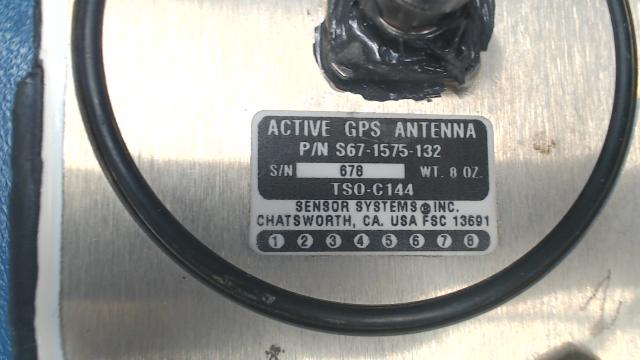 ACTIVE GPS ANTENNA
P/N S67-1575-132
S/N 678 WT. 8 OZ.
TSO-C144
SENSOR SYSTEMS INC.
CHATSWORTH, CA. USA FSC 13691
1 2 3 4 5 6 7 8